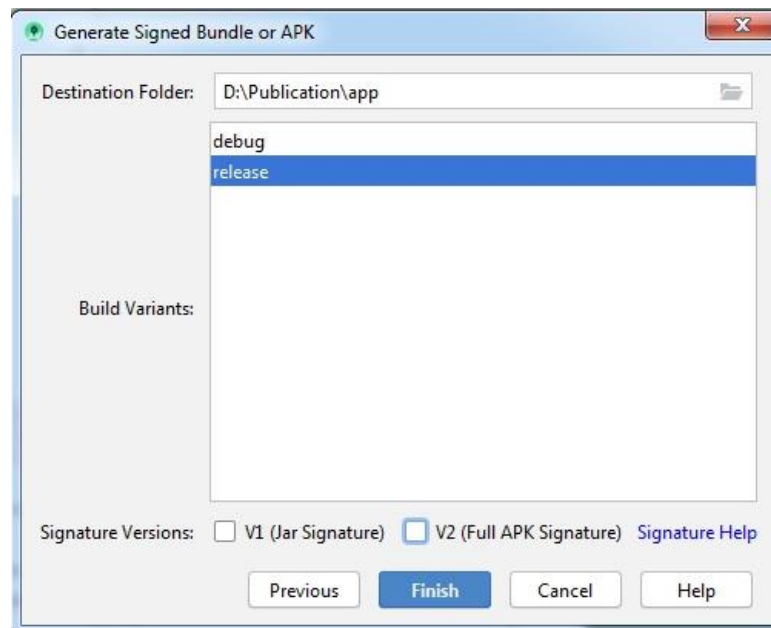 Generate Signed Bundle or APK
Destination Folder: D:\Publication\app
debug
release
Build Variants:
Signature Versions: V1 (Jar Signature) V2 (Full APK Signature) Signature Help
Previous Finish Cancel Help